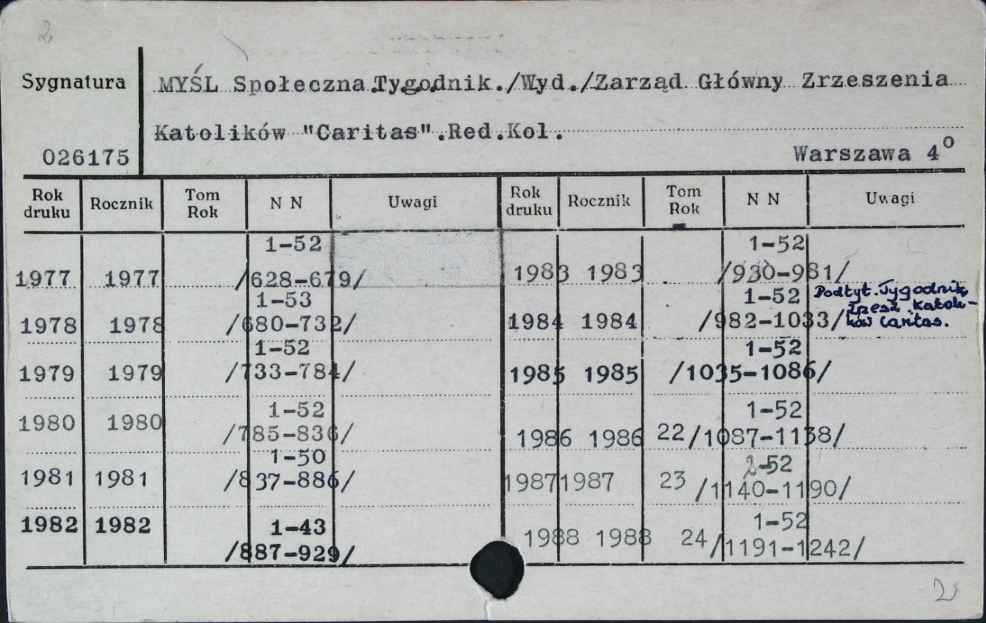 2
Sygnatura
MYŚL Społeczna.Tygodnik./Wyd./Zarząd Główny Zrzeszenia
Katolików "Caritas".Red.Kol.
026175
Warszawa 4º
Rok druku Rocznik Tom Rok N N Uwagi Rok druku Rocznik Tom Rok N N Uwagi
1977 1977 1-52 /628-679/
1978 1978 1-53 /680-732/
1979 1979 1-52 /733-784/
1980 1980 1-52 /785-836/
1981 1981 1-50 /837-886/
1982 1982 1-43 /887-929/
1983 1983 1-52 /930-981/
1984 1984 1-52 /982-1033/ Podtyt. Tygodnik
Zrzesz. Katoli-
ków Caritas.
1985 1985 1-52 /1035-1086/
1986 1986 22 1-52 /1087-1138/
1987 1987 23 2-52 /1140-1190/
1988 1988 24 1-52 /1191-1242/
2